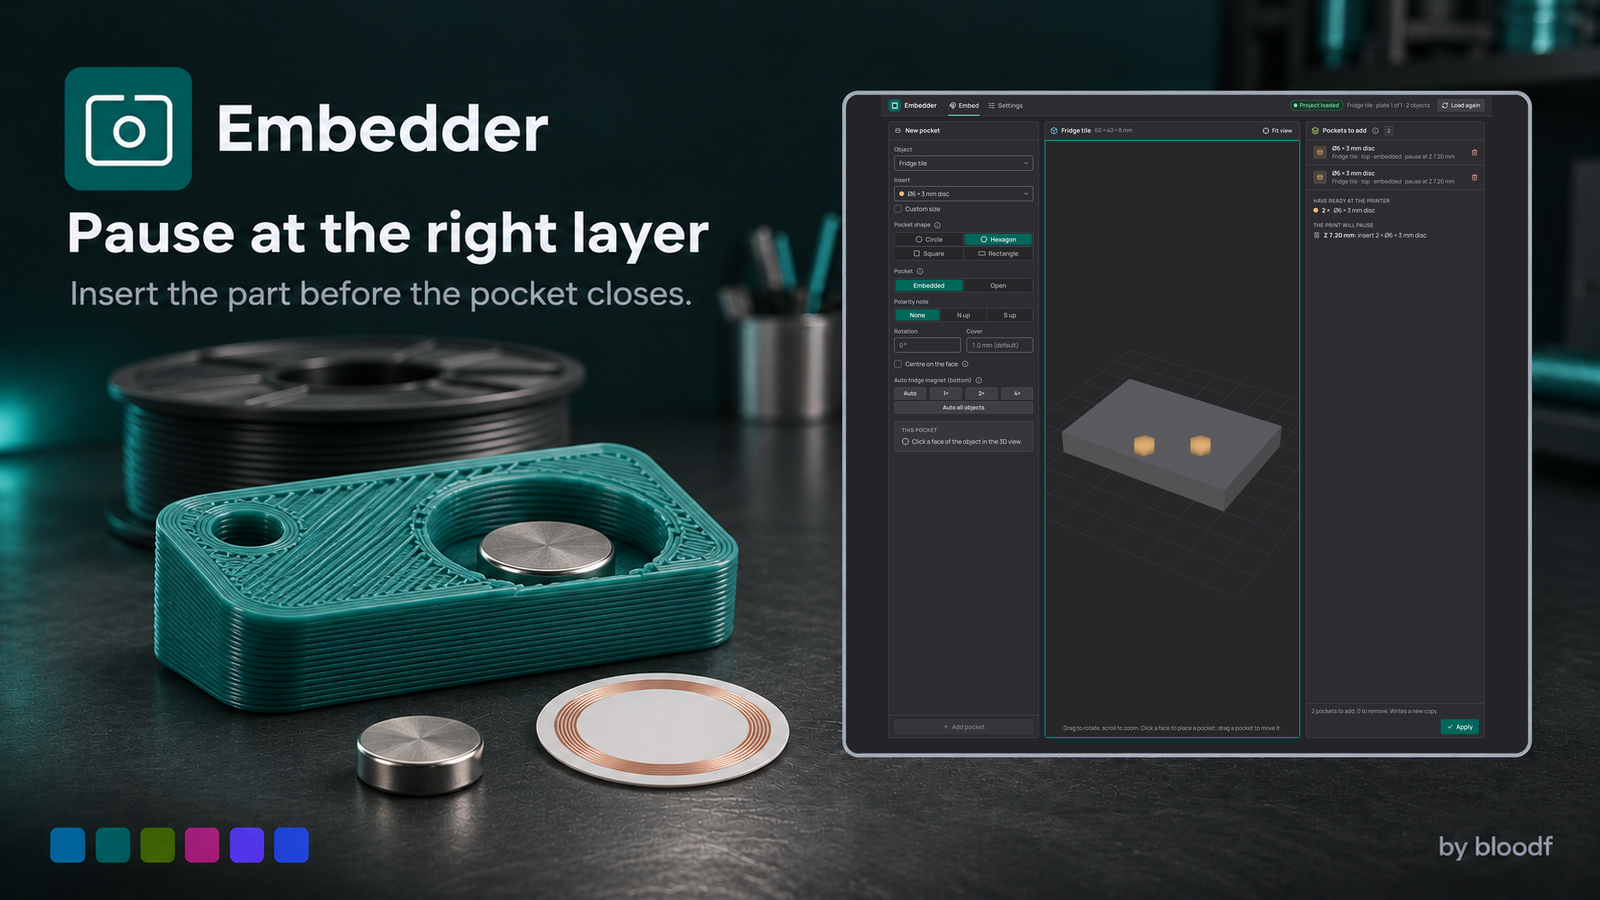 Embedder
Pause at the right layer
Insert the part before the pocket closes.
Embedder
Embed
Settings
Project loaded
Fridge tile · plate 1 of 1 · 2 objects
Load again
New pocket
Object
Fridge tile
Insert
Ø6 × 3 mm disc
Custom size
Pocket shape
Circle
Hexagon
Square
Rectangle
Pocket
Embedded
Open
Polarity note
None
N up
S up
Rotation
Cover
0 °
1.0 mm (default)
Centre on the face
Auto fridge magnet (bottom)
Auto
1×
2×
4×
Auto all objects
THIS POCKET
Click a face of the object in the 3D view.
Add pocket
Fridge tile 60 × 40 × 8 mm
Fit view
Drag to rotate, scroll to zoom. Click a face to place a pocket; drag a pocket to move it.
Pockets to add 2
Ø6 × 3 mm disc
Fridge tile · top · embedded · pause at Z 7.20 mm
Ø6 × 3 mm disc
Fridge tile · top · embedded · pause at Z 7.20 mm
HAVE READY AT THE PRINTER
2 × Ø6 × 3 mm disc
THE PRINT WILL PAUSE
Z 7.20 mm: insert 2 × Ø6 × 3 mm disc
2 pockets to add, 0 to remove. Writes a new copy.
Apply
by bloodf